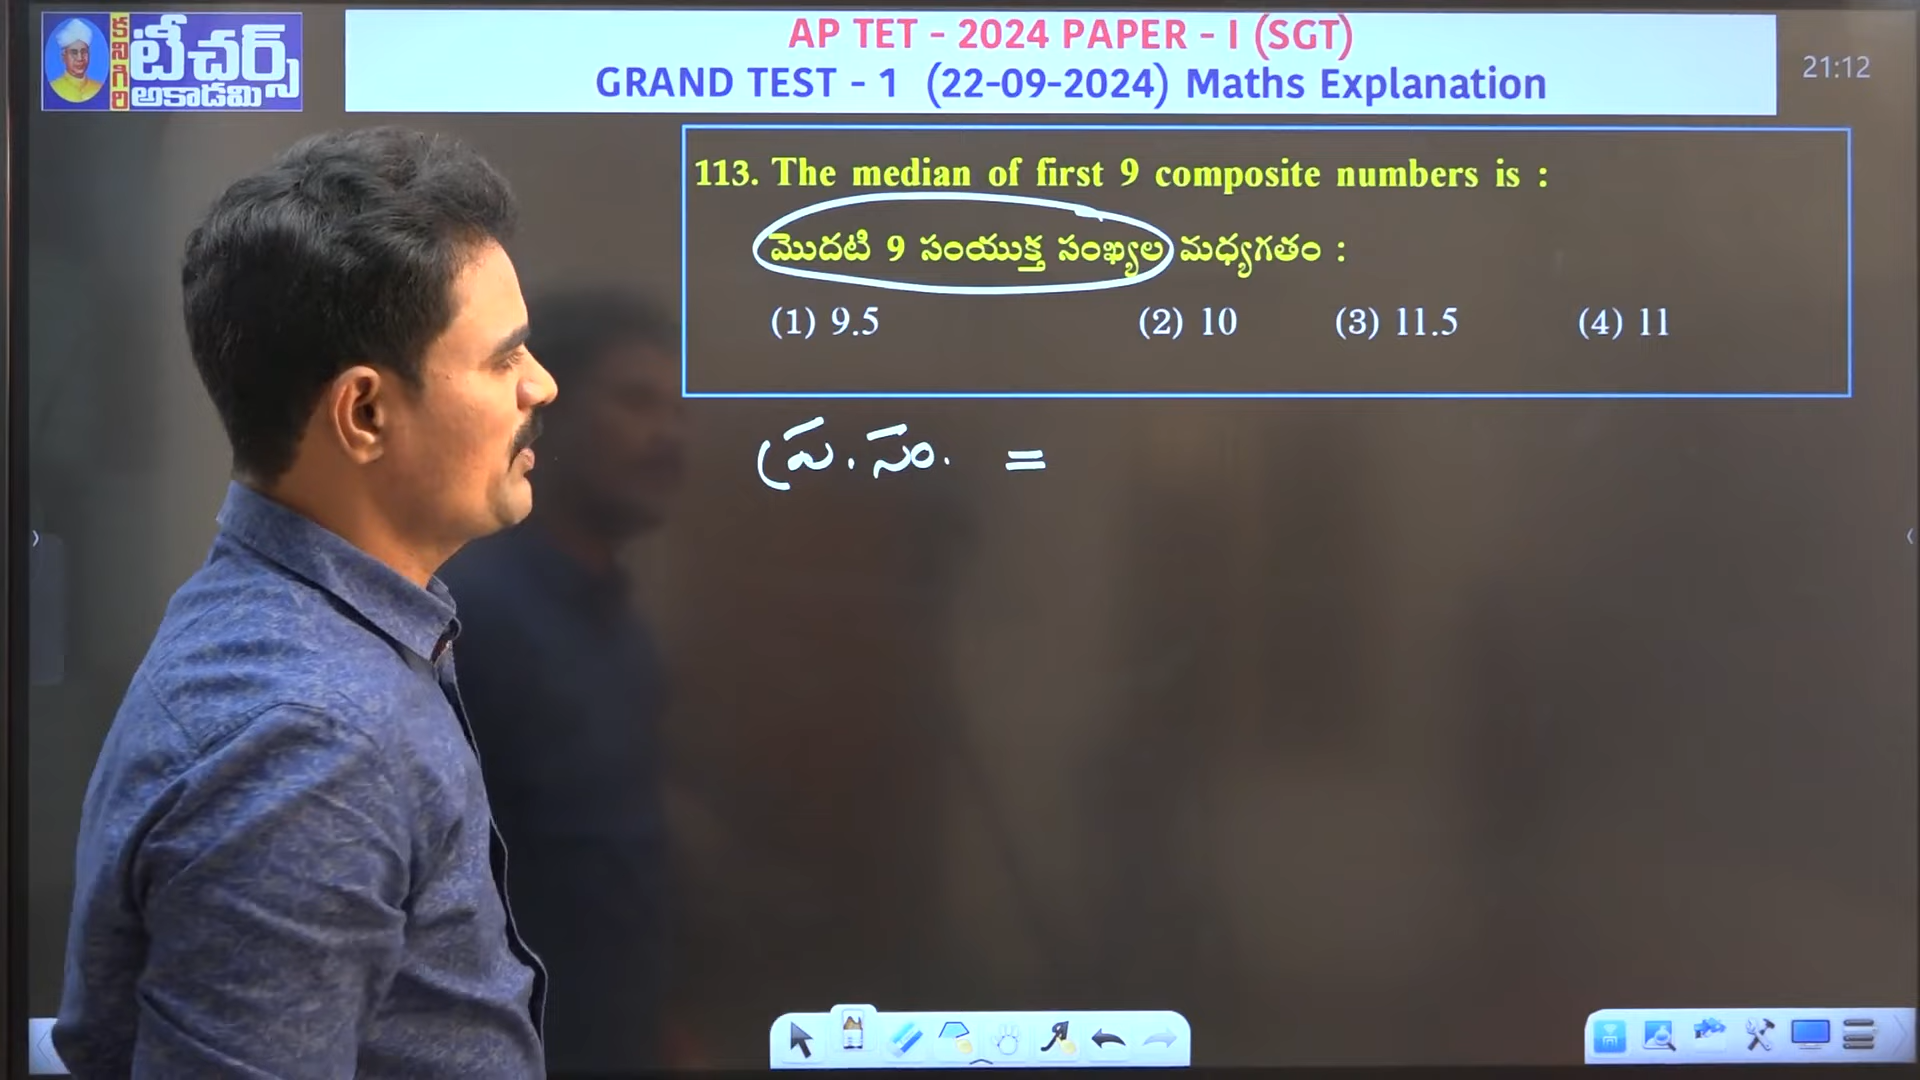 కనిగిరి
టీచర్స్
అకాడమి
AP TET - 2024 PAPER - I (SGT)
GRAND TEST - 1 (22-09-2024) Maths Explanation
21:12
113. The median of first 9 composite numbers is :
మొదటి 9 సంయుక్త సంఖ్యల మధ్యగతం :
(1) 9.5 (2) 10 (3) 11.5 (4) 11
ప్ర.సం. =